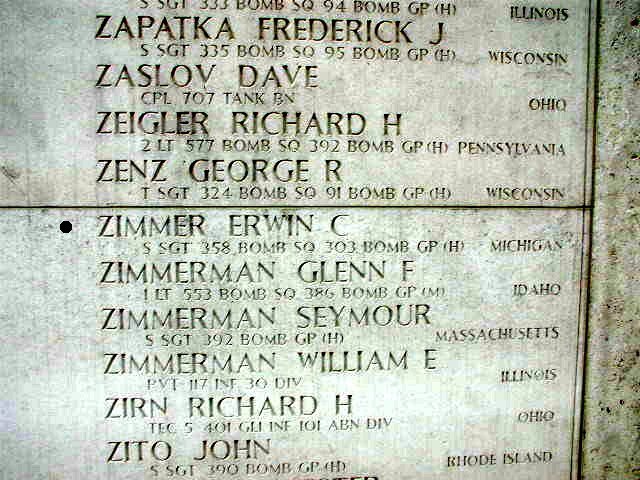 S SGT 333 BOMB SQ 94 BOMB GP (H) ILLINOIS
ZAPATKA FREDERICK J
S SGT 335 BOMB SQ 95 BOMB GP (H) WISCONSIN
ZASLOV DAVE
CPL 707 TANK BN OHIO
ZEIGLER RICHARD H
2 LT 577 BOMB SQ 392 BOMB GP (H) PENNSYLVANIA
ZENZ GEORGE R
T SGT 324 BOMB SQ 91 BOMB GP (H) WISCONSIN
ZIMMER ERWIN C
S SGT 358 BOMB SQ 303 BOMB GP (H) MICHIGAN
ZIMMERMAN GLENN F
1 LT 553 BOMB SQ 386 BOMB GP (M) IDAHO
ZIMMERMAN SEYMOUR
S SGT 392 BOMB GP (H) MASSACHUSETTS
ZIMMERMAN WILLIAM E
PVT 117 INF 30 DIV ILLINOIS
ZIRN RICHARD H
TEC 5 401 GLI INF 101 ABN DIV OHIO
ZITO JOHN
S SGT 390 BOMB GP (H) RHODE ISLAND